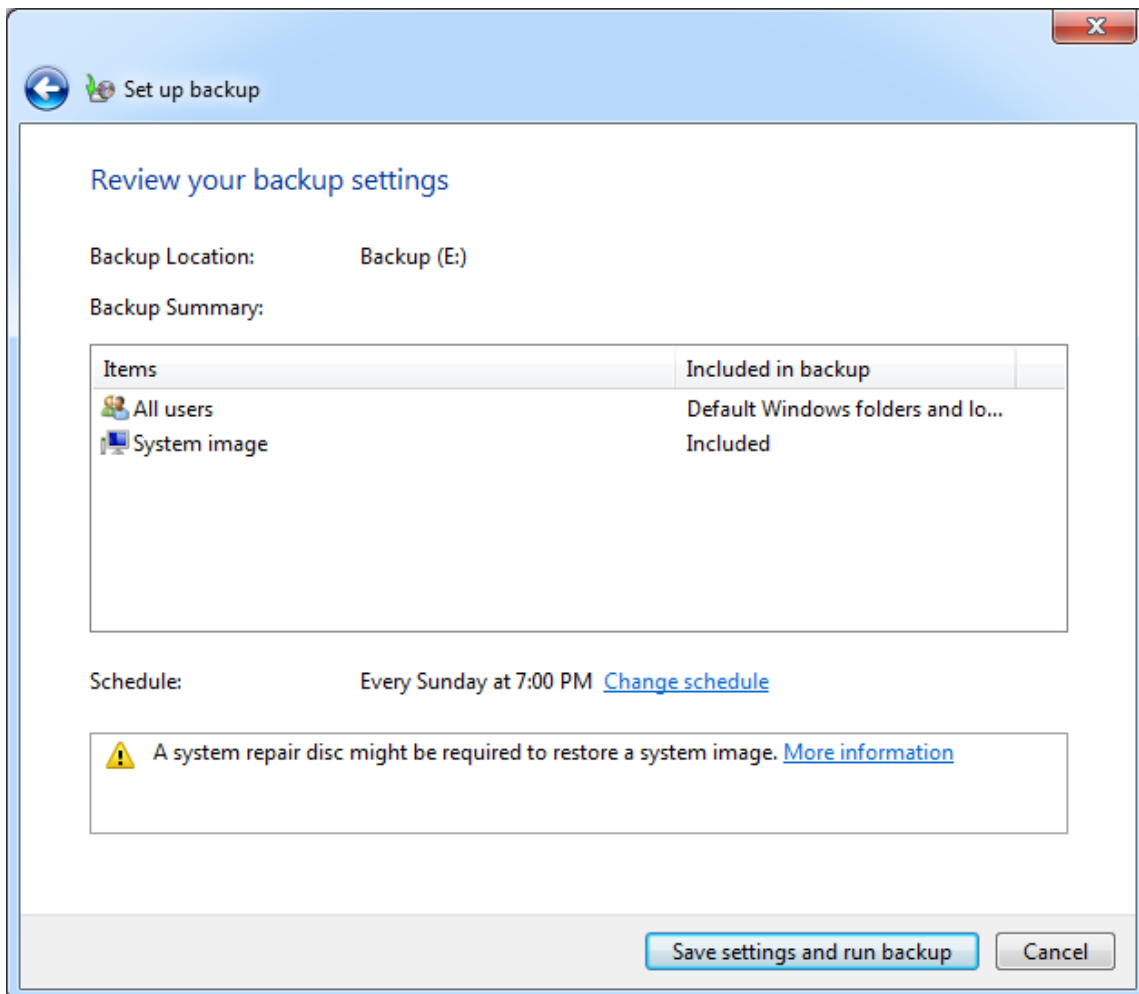 Set up backup
Review your backup settings
Backup Location: Backup (E:)
Backup Summary:
Items Included in backup
All users Default Windows folders and lo...
System image Included
Schedule: Every Sunday at 7:00 PM Change schedule
A system repair disc might be required to restore a system image. More information
Save settings and run backup Cancel